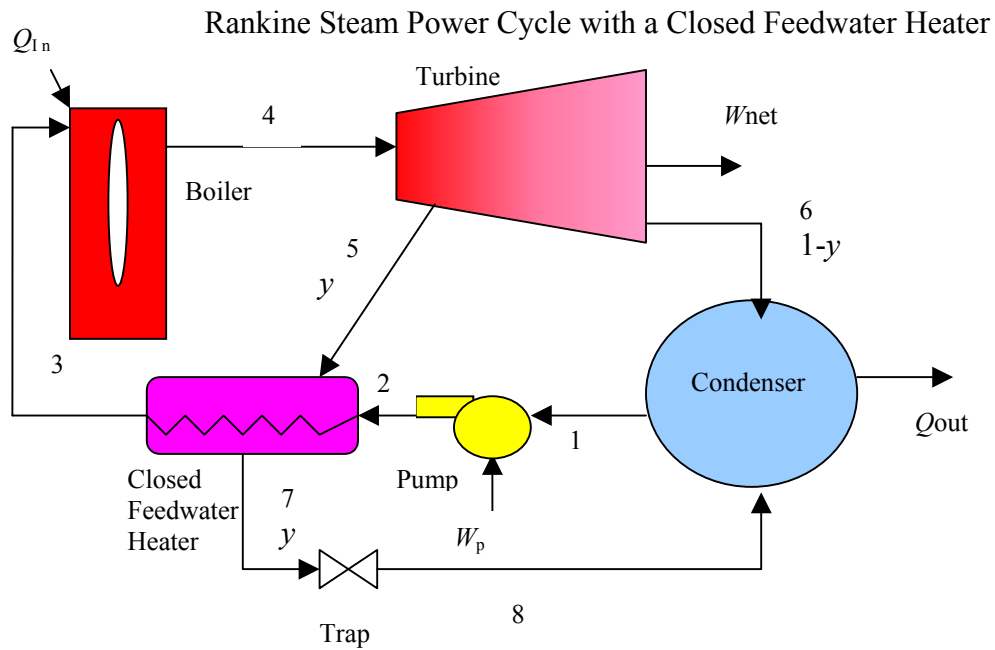 Rankine Steam Power Cycle with a Closed Feedwater Heater
QIn
Turbine
4
Wnet
Boiler
6
1-y
5
y
3
2
Condenser
1
Qout
Closed
Feedwater
Heater
Pump
7
y
Wp
8
Trap